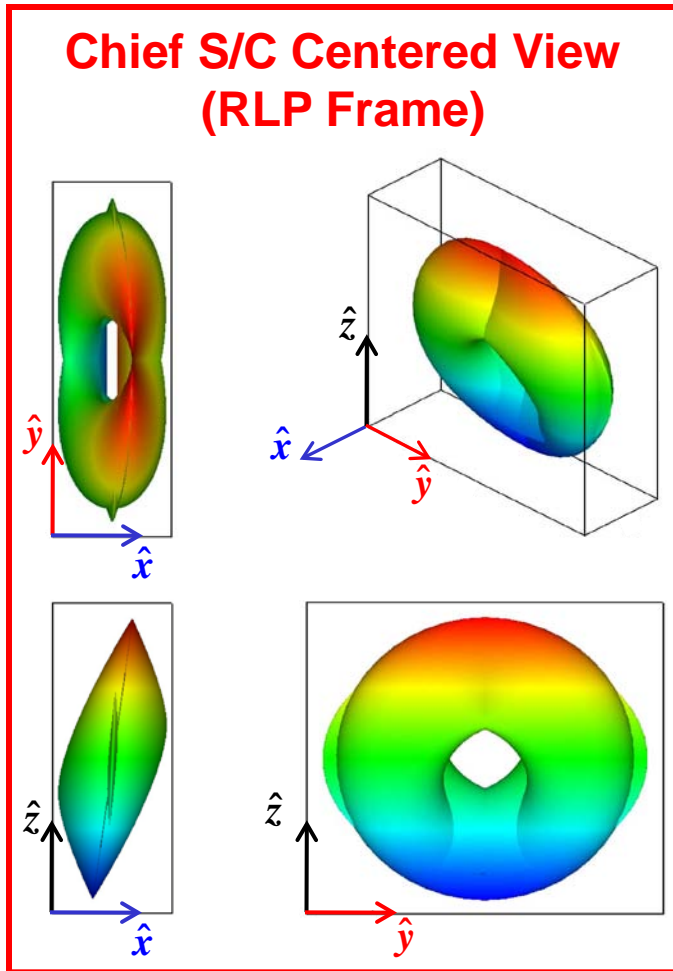 Chief S/C Centered View
(RLP Frame)
ẑ
x̂
ŷ
ŷ
x̂
ẑ
x̂
ẑ
ŷ